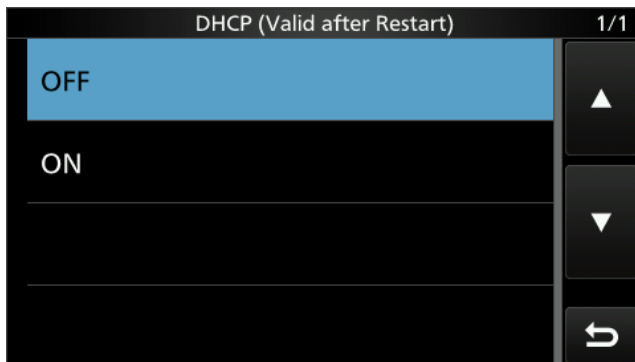 DHCP (Valid after Restart) 1/1
OFF
ON